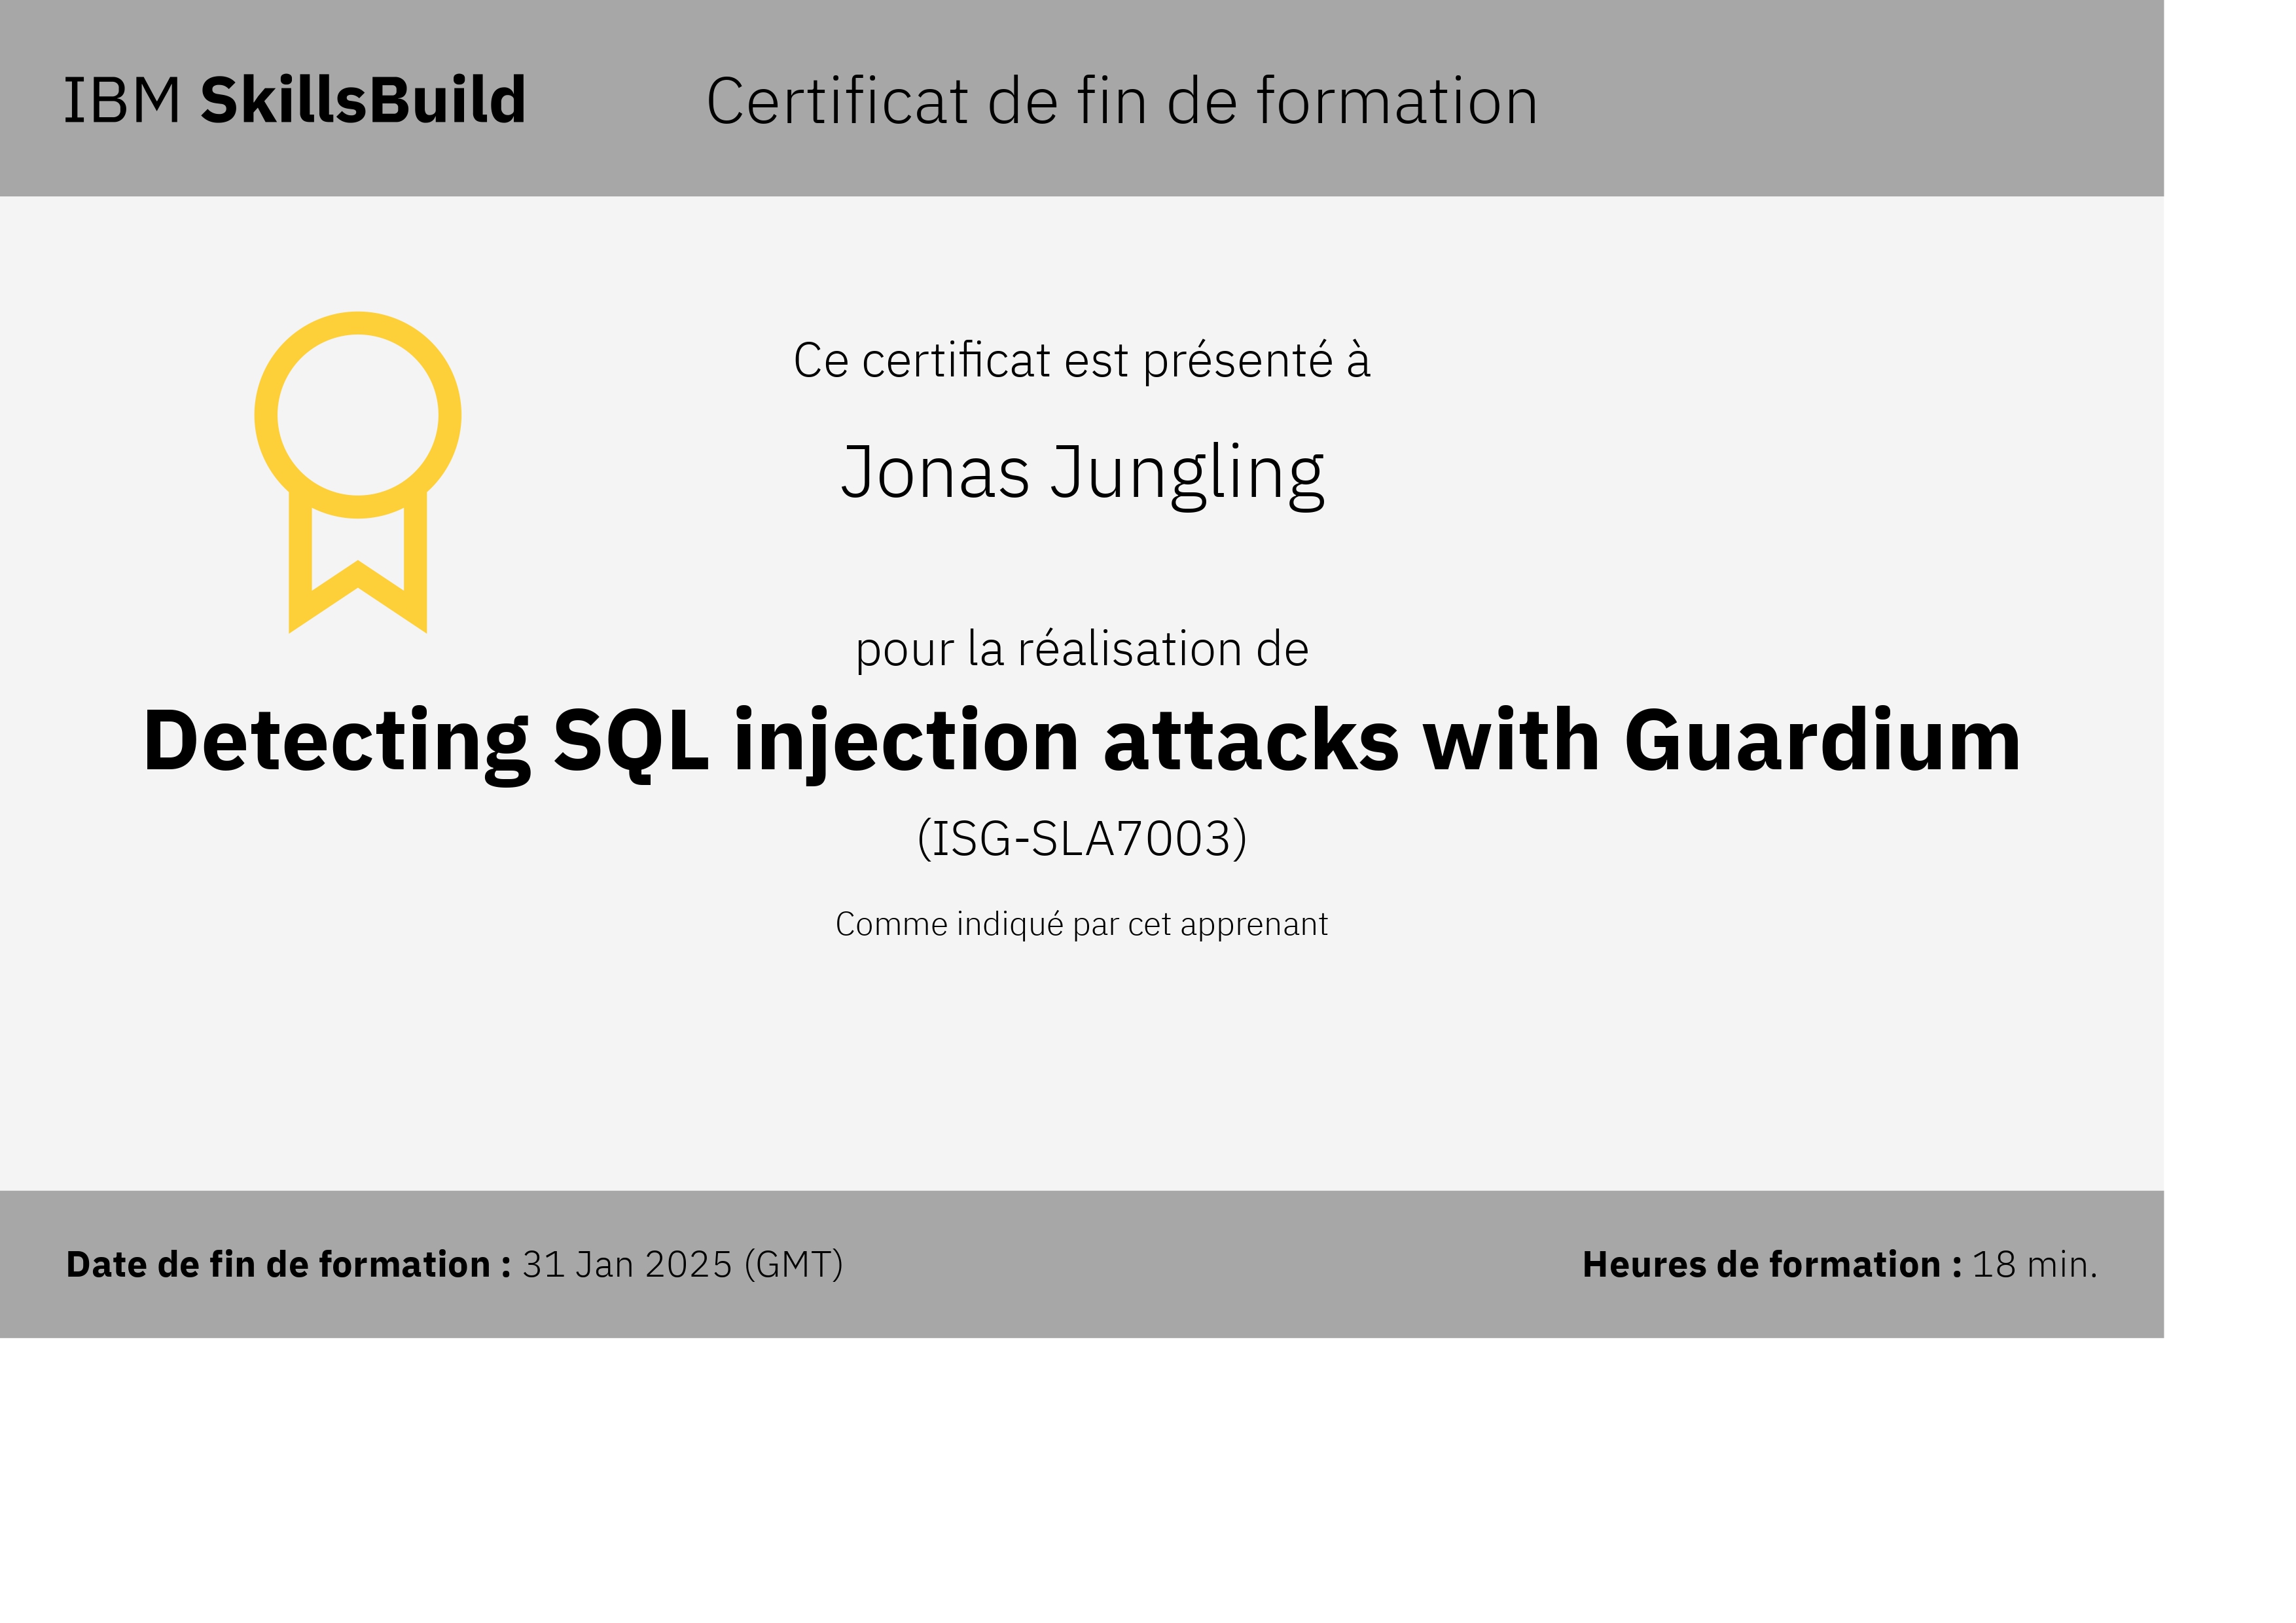 IBM SkillsBuild
Certificat de fin de formation
Ce certificat est présenté à
Jonas Jungling
pour la réalisation de
Detecting SQL injection attacks with Guardium
(ISG-SLA7003)
Comme indiqué par cet apprenant
Date de fin de formation : 31 Jan 2025 (GMT)
Heures de formation : 18 min.